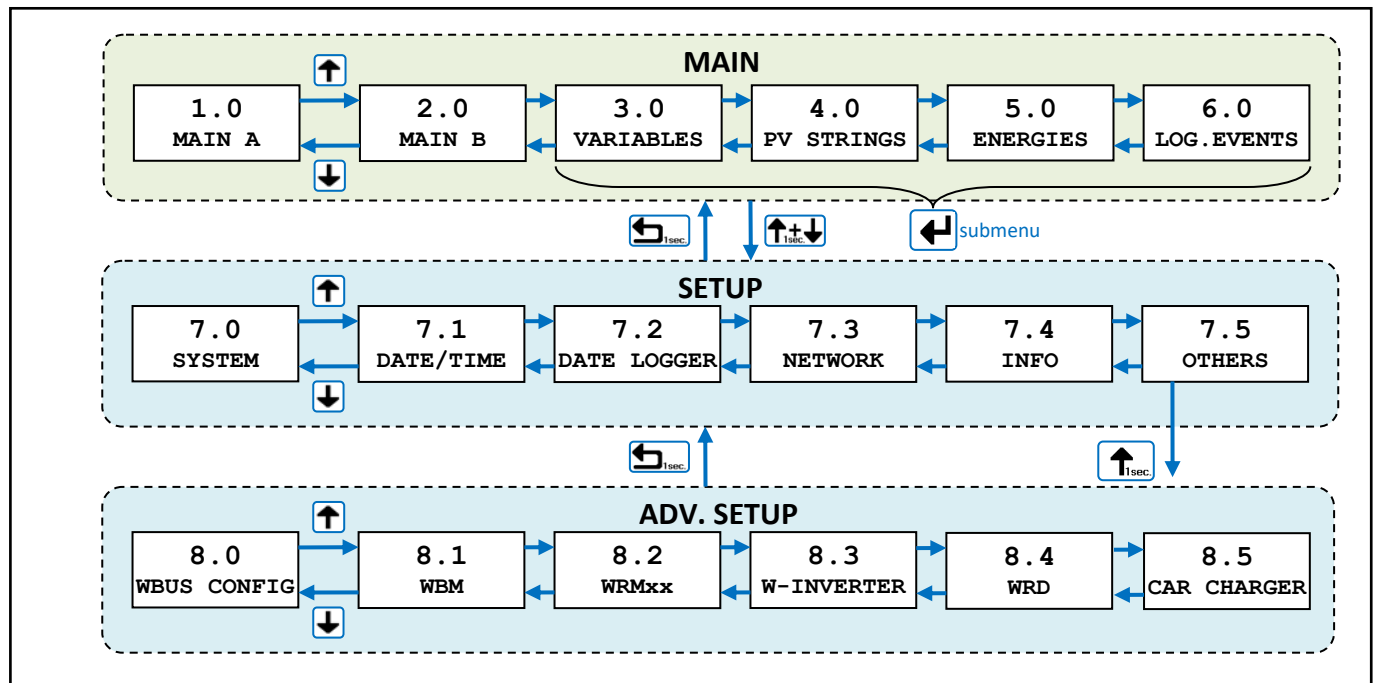 MAIN
1.0
MAIN A
2.0
MAIN B
3.0
VARIABLES
4.0
PV STRINGS
5.0
ENERGIES
6.0
LOG.EVENTS
1sec.
+
1sec.
submenu
SETUP
7.0
SYSTEM
7.1
DATE/TIME
7.2
DATE LOGGER
7.3
NETWORK
7.4
INFO
7.5
OTHERS
1sec.
1sec.
ADV. SETUP
8.0
WBUS CONFIG
8.1
WBM
8.2
WRMxx
8.3
W-INVERTER
8.4
WRD
8.5
CAR CHARGER